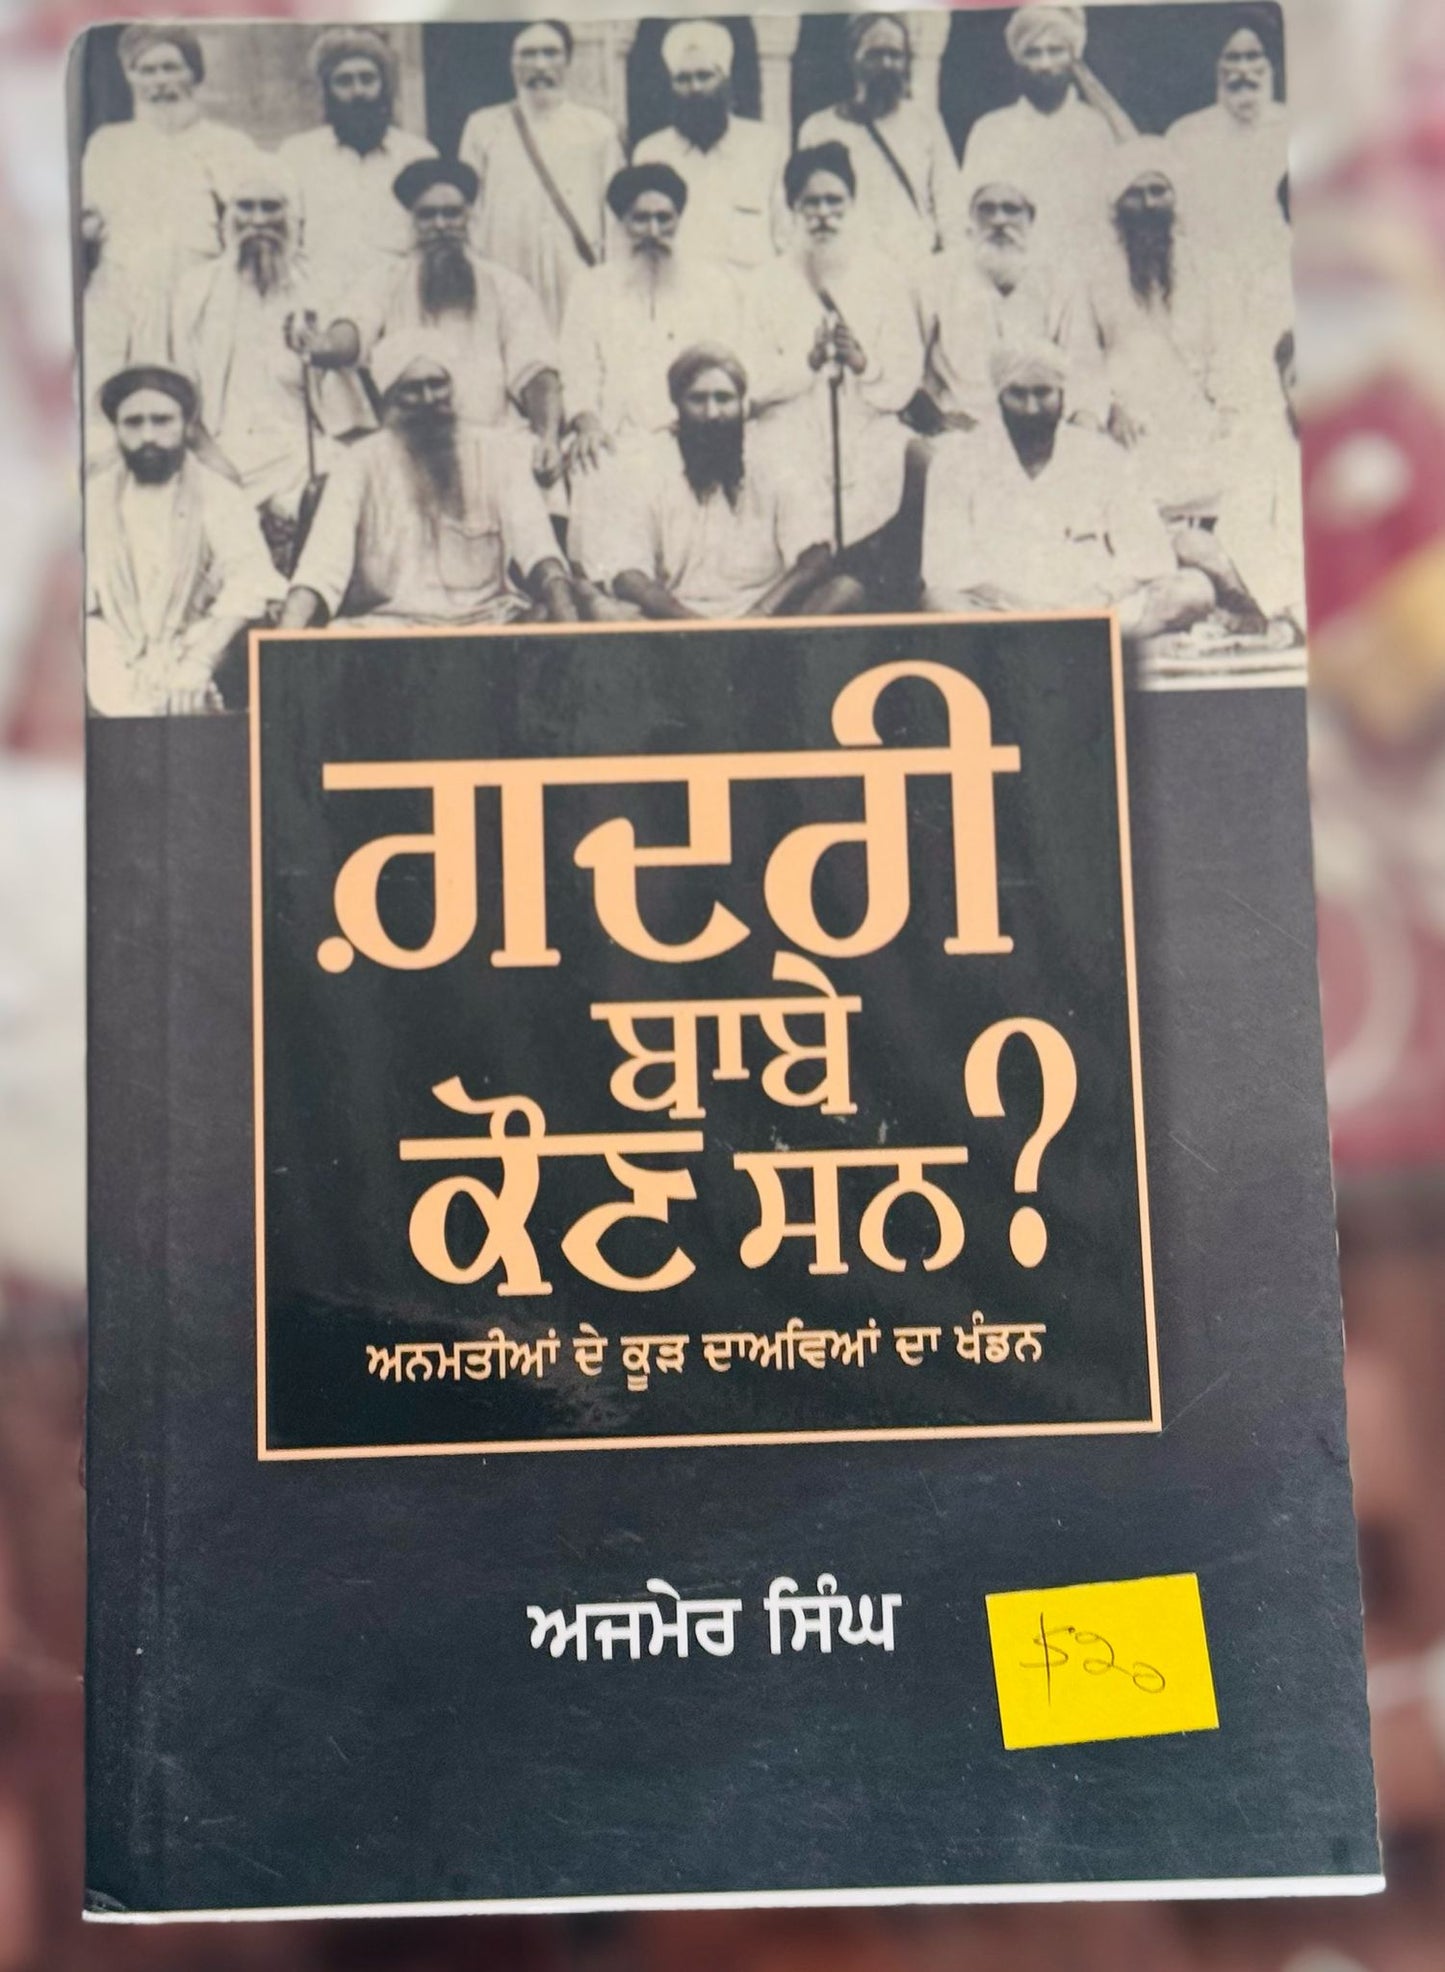 ਗ਼ਦਰੀ
ਬਾਬੇ
ਕੌਣ ਸਨ?
ਅਨਮਤੀਆਂ ਦੇ ਕੂੜ ਦਾਅਵਿਆਂ ਦਾ ਖੰਡਨ
ਅਜਮੇਰ ਸਿੰਘ
$20